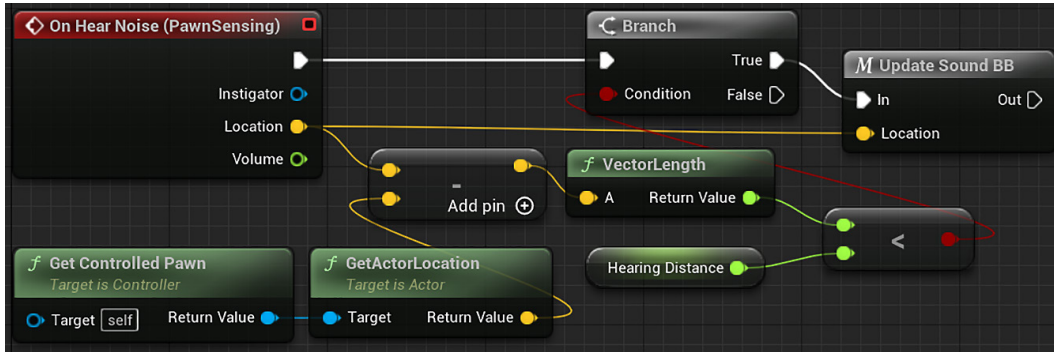 On Hear Noise (PawnSensing)
Instigator
Location
Volume
Branch
True
Condition
False
Update Sound BB
In
Out
Location
-
Add pin
VectorLength
A
Return Value
Hearing Distance
<
Get Controlled Pawn
Target is Controller
Target self
Return Value
GetActorLocation
Target is Actor
Target
Return Value